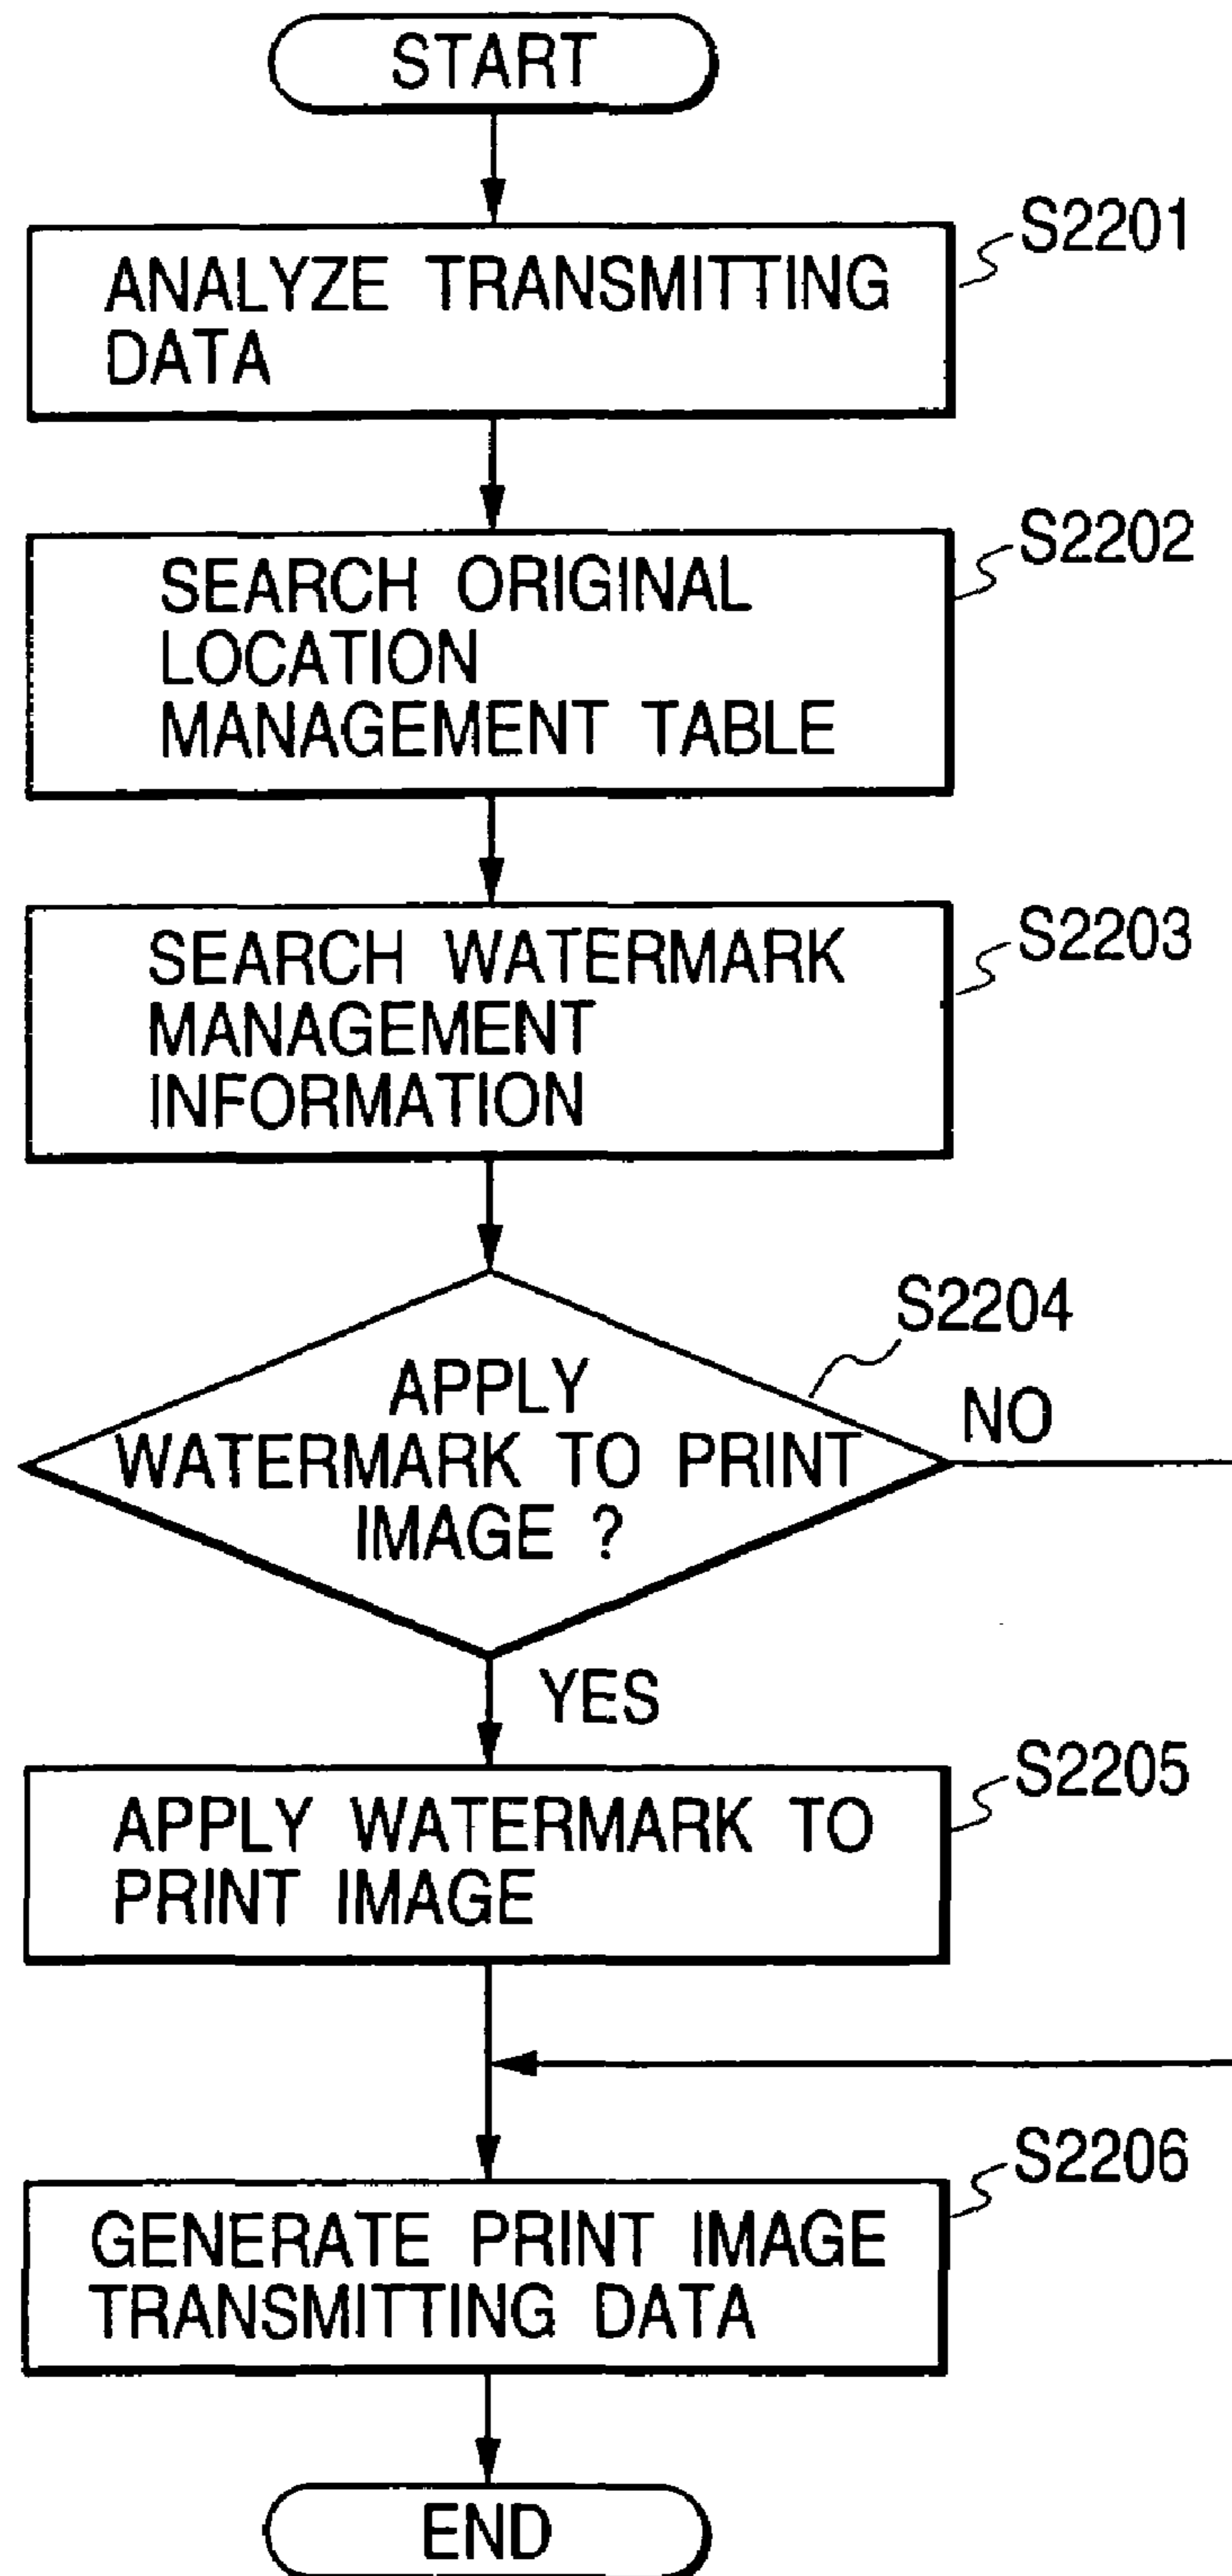 START
S2201
ANALYZE TRANSMITTING
DATA
S2202
SEARCH ORIGINAL
LOCATION
MANAGEMENT TABLE
S2203
SEARCH WATERMARK
MANAGEMENT
INFORMATION
S2204
APPLY
WATERMARK TO PRINT
IMAGE ?
NO
YES
S2205
APPLY WATERMARK TO
PRINT IMAGE
S2206
GENERATE PRINT IMAGE
TRANSMITTING DATA
END